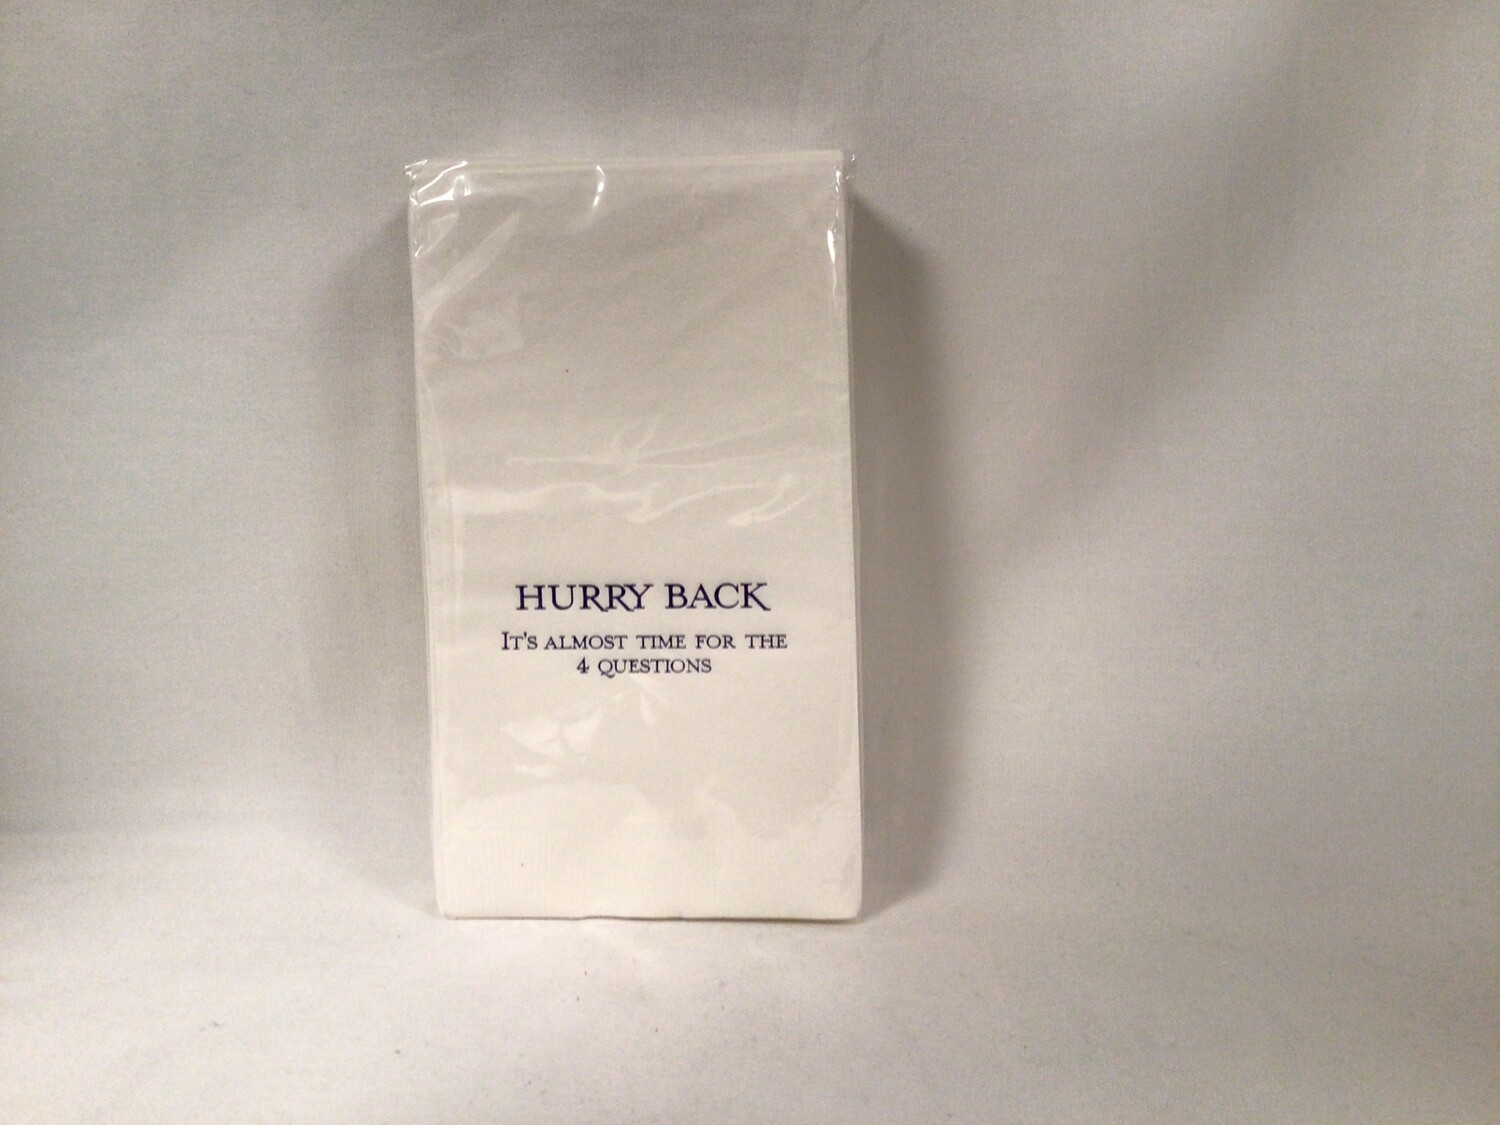 HURRY BACK
IT'S ALMOST TIME FOR THE
4 QUESTIONS